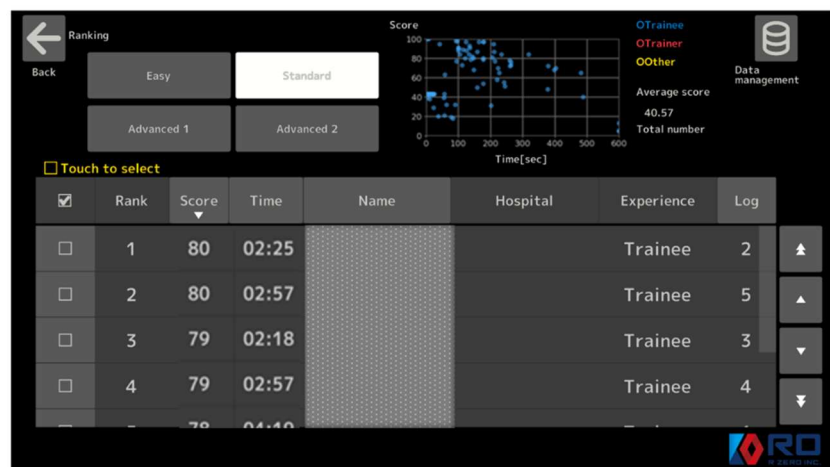 Back
Ranking
Easy
Standard
Advanced 1
Advanced 2
Score
100
80
60
40
20
0
0 100 200 300 400 500 600
Time[sec]
OTrainee
OTrainer
OOther
Average score
40.57
Total number
Data
management
Touch to select
Rank Score Time Name Hospital Experience Log
1 80 02:25 Trainee 2
2 80 02:57 Trainee 5
3 79 02:18 Trainee 3
4 79 02:57 Trainee 4
RO
R ZERO INC.